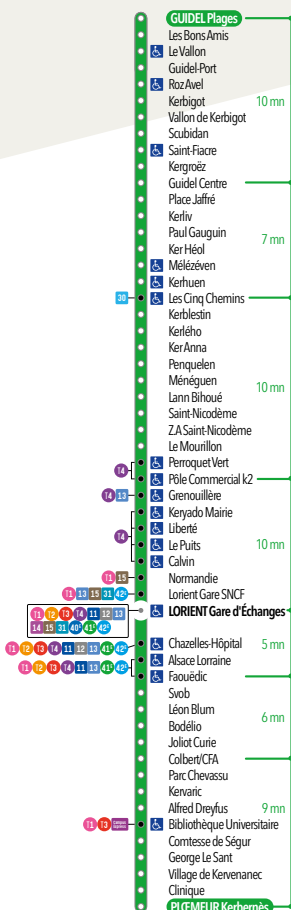 GUIDEL Plages
Les Bons Amis
Le Vallon
Guidel-Port
Roz Avel
Kerbigot 10 mn
Vallon de Kerbigot
Scubidan
Saint-Fiacre
Kergroëz
Guidel Centre
Place Jaffré
Kerliv
Paul Gauguin
7 mn
Ker Héol
Mélézéven
Kerhuen
30 Les Cinq Chemins
Kerblestin
Kerlého
Ker Anna
Penquelen
Ménéguen 10 mn
Lann Bihoué
Saint-Nicodème
Z.A Saint-Nicodème
Le Mourillon
Perroquet Vert
T4
Pôle Commercial k2
T4 13 Grenouillère
Keryado Mairie
Liberté
T4
Le Puits 10 mn
Calvin
T1 15 Normandie
T1 13 15 31 42 Lorient Gare SNCF
LORIENT Gare d'Échanges
T1 T2 T3 T4 11 12 13
14 15 31 40 41 42
T1 T2 T3 T4 11 12 13 41 42 Chazelles-Hôpital 5 mn
Alsace Lorraine
T1 T2 T3 T4 11 13 41 42
Faouëdic
Svob
Léon Blum
6 mn
Bodélio
Joliot Curie
Colbert/CFA
Parc Chevassu
Kervaric
Alfred Dreyfus 9 mn
T1 T3 Bibliothèque Universitaire
Comtesse de Ségur
George Le Sant
Village de Kervenanec
Clinique
PLŒMEUR Kerbernès